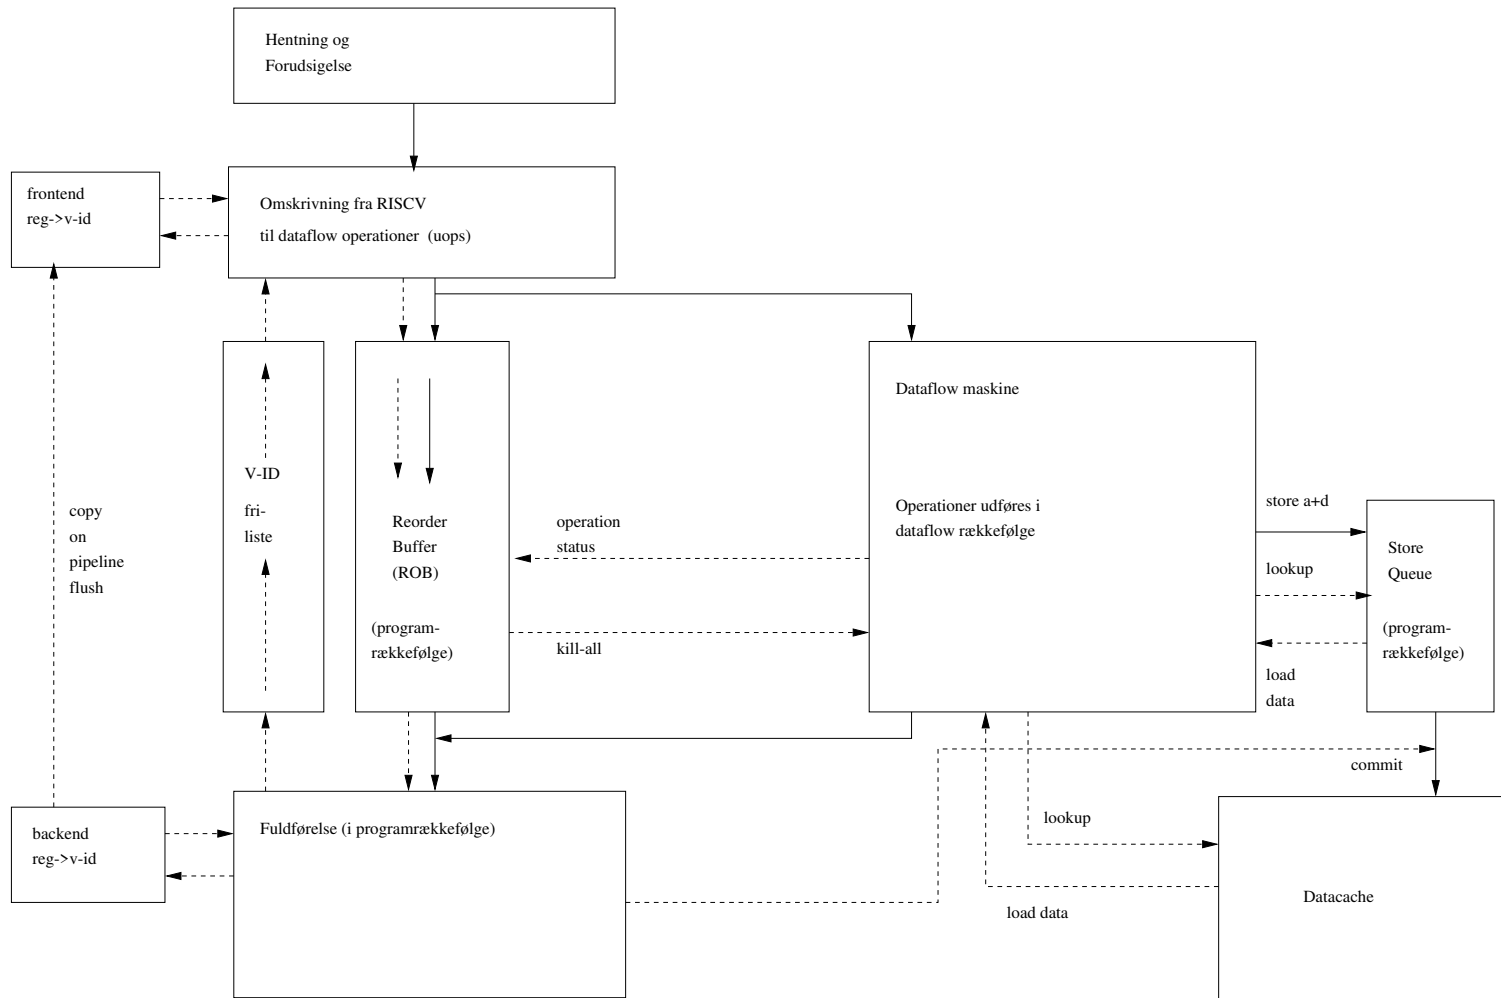 Hentning og
Forudsigelse
frontend
reg->v-id
Omskrivning fra RISCV
til dataflow operationer (uops)
V-ID
fri-
liste
Reorder
Buffer
(ROB)
(program-
rækkefølge)
copy
on
pipeline
flush
operation
status
kill-all
Dataflow maskine
Operationer udføres i
dataflow rækkefølge
store a+d
lookup
load
data
Store
Queue
(program-
rækkefølge)
commit
backend
reg->v-id
Fuldførelse (i programrækkefølge)
lookup
load data
Datacache